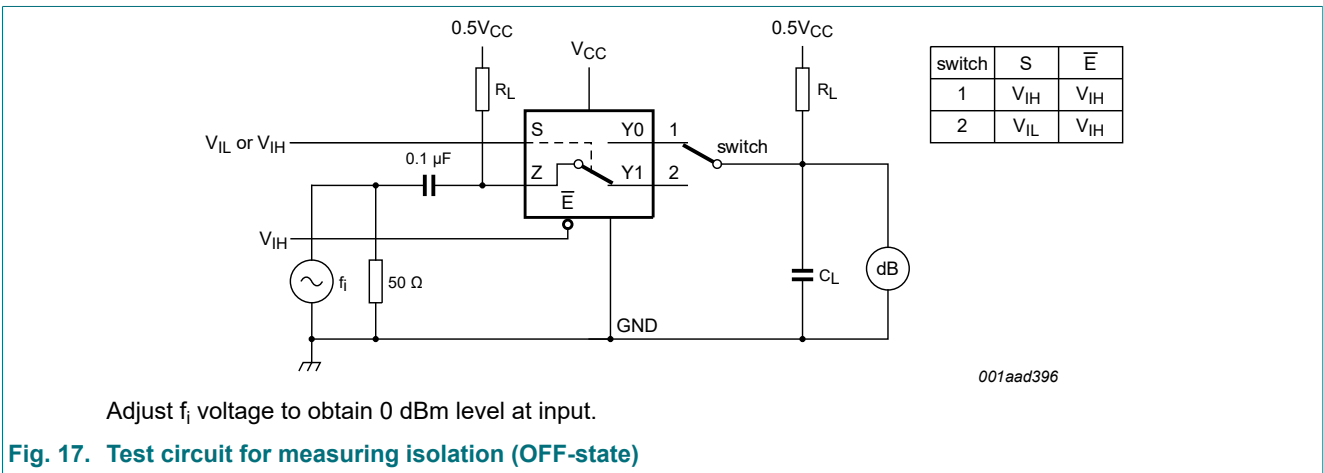 0.5VCC
0.5VCC
VCC
RL
RL
switch S E̅
1 VIH VIH
2 VIL VIH
VIL or VIH
S
Y0
1
switch
0.1 µF
Z
Y1
2
E̅
VIH
fi
50 Ω
CL
dB
GND
001aad396
Adjust fi voltage to obtain 0 dBm level at input.
Fig. 17. Test circuit for measuring isolation (OFF-state)